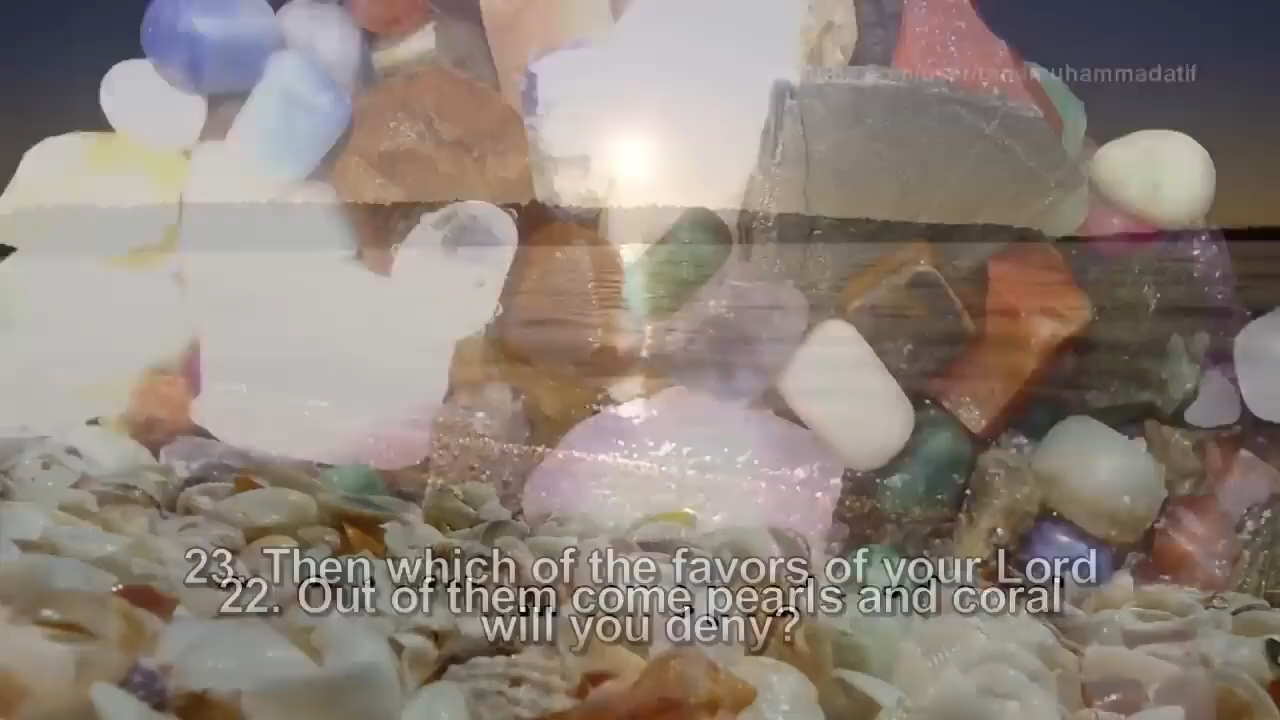 muhammadatif
23. Then which of the favors of your Lord
22. Out of them come pearls and coral
will you deny?